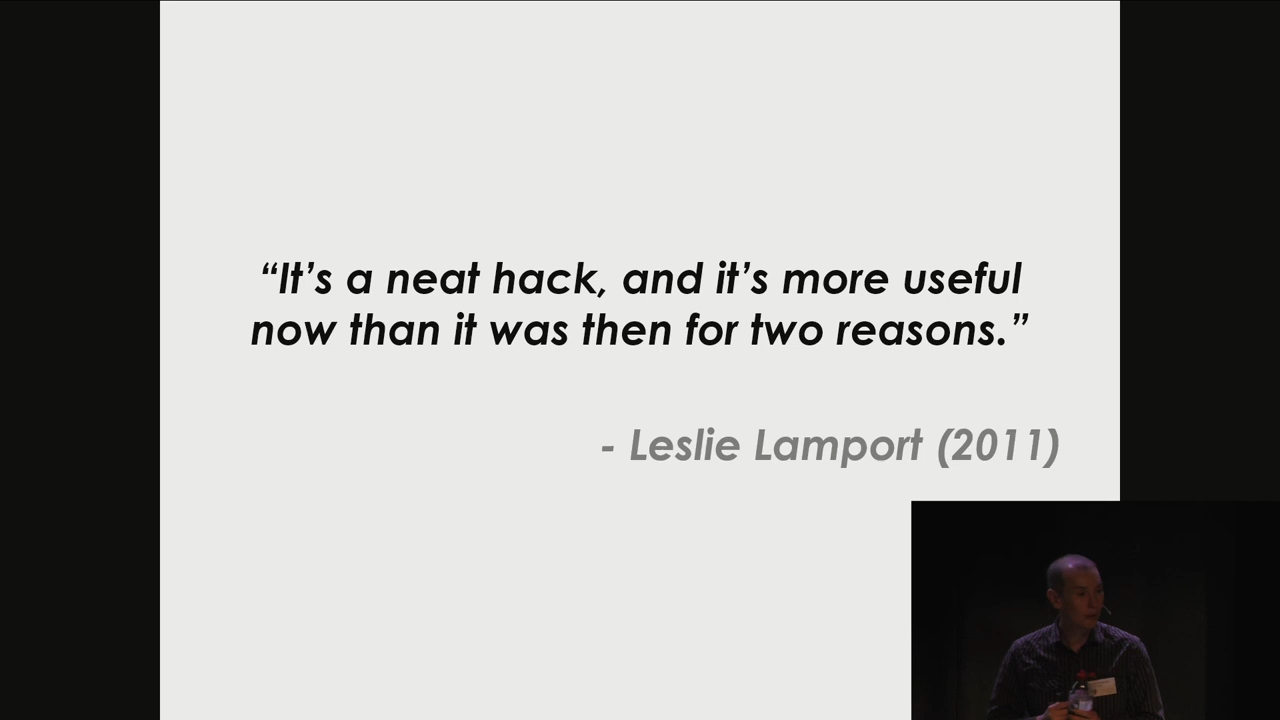 “It’s a neat hack, and it’s more useful
now than it was then for two reasons.”
- Leslie Lamport (2011)